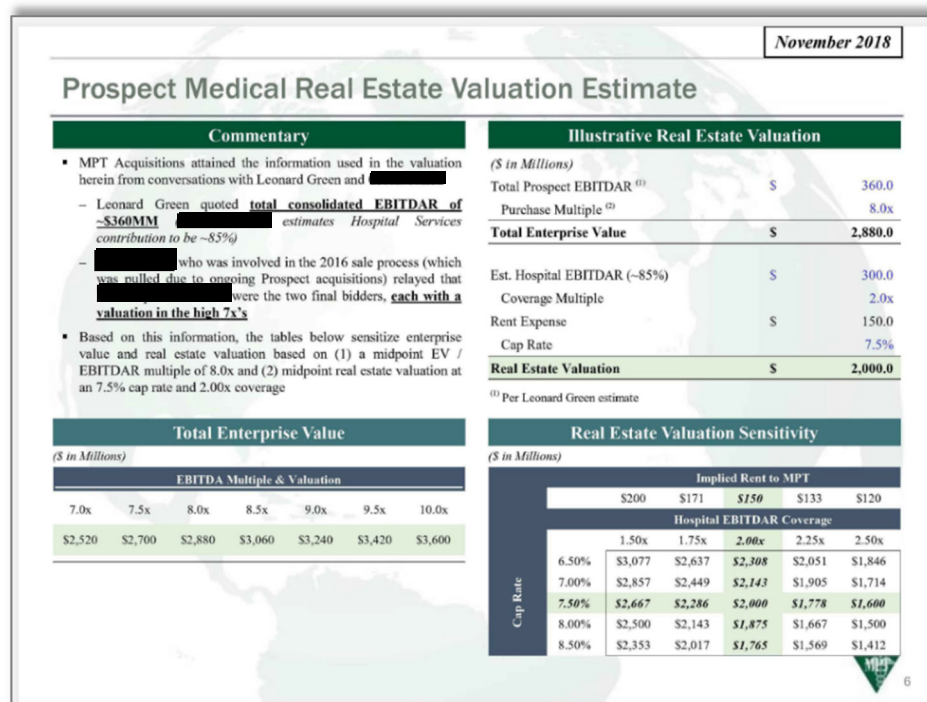 November 2018
Prospect Medical Real Estate Valuation Estimate
Commentary
▪ MPT Acquisitions attained the information used in the valuation
herein from conversations with Leonard Green and
– Leonard Green quoted total consolidated EBITDAR of
~$360MM ( estimates Hospital Services
contribution to be ~85%)
– who was involved in the 2016 sale process (which
was pulled due to ongoing Prospect acquisitions) relayed that
were the two final bidders, each with a
valuation in the high 7x's
▪ Based on this information, the tables below sensitize enterprise
value and real estate valuation based on (1) a midpoint EV /
EBITDAR multiple of 8.0x and (2) midpoint real estate valuation at
an 7.5% cap rate and 2.00x coverage
Illustrative Real Estate Valuation
($ in Millions)
Total Prospect EBITDAR (1) $ 360.0
Purchase Multiple (2) 8.0x
Total Enterprise Value $ 2,880.0
Est. Hospital EBITDAR (~85%) $ 300.0
Coverage Multiple 2.0x
Rent Expense $ 150.0
Cap Rate 7.5%
Real Estate Valuation $ 2,000.0
(1) Per Leonard Green estimate
Total Enterprise Value
($ in Millions)
EBITDA Multiple & Valuation
7.0x 7.5x 8.0x 8.5x 9.0x 9.5x 10.0x
$2,520 $2,700 $2,880 $3,060 $3,240 $3,420 $3,600
Real Estate Valuation Sensitivity
($ in Millions)
Implied Rent to MPT
$200 $171 $150 $133 $120
Hospital EBITDAR Coverage
1.50x 1.75x 2.00x 2.25x 2.50x
Cap Rate
6.50% $3,077 $2,637 $2,308 $2,051 $1,846
7.00% $2,857 $2,449 $2,143 $1,905 $1,714
7.50% $2,667 $2,286 $2,000 $1,778 $1,600
8.00% $2,500 $2,143 $1,875 $1,667 $1,500
8.50% $2,353 $2,017 $1,765 $1,569 $1,412
MPT
6